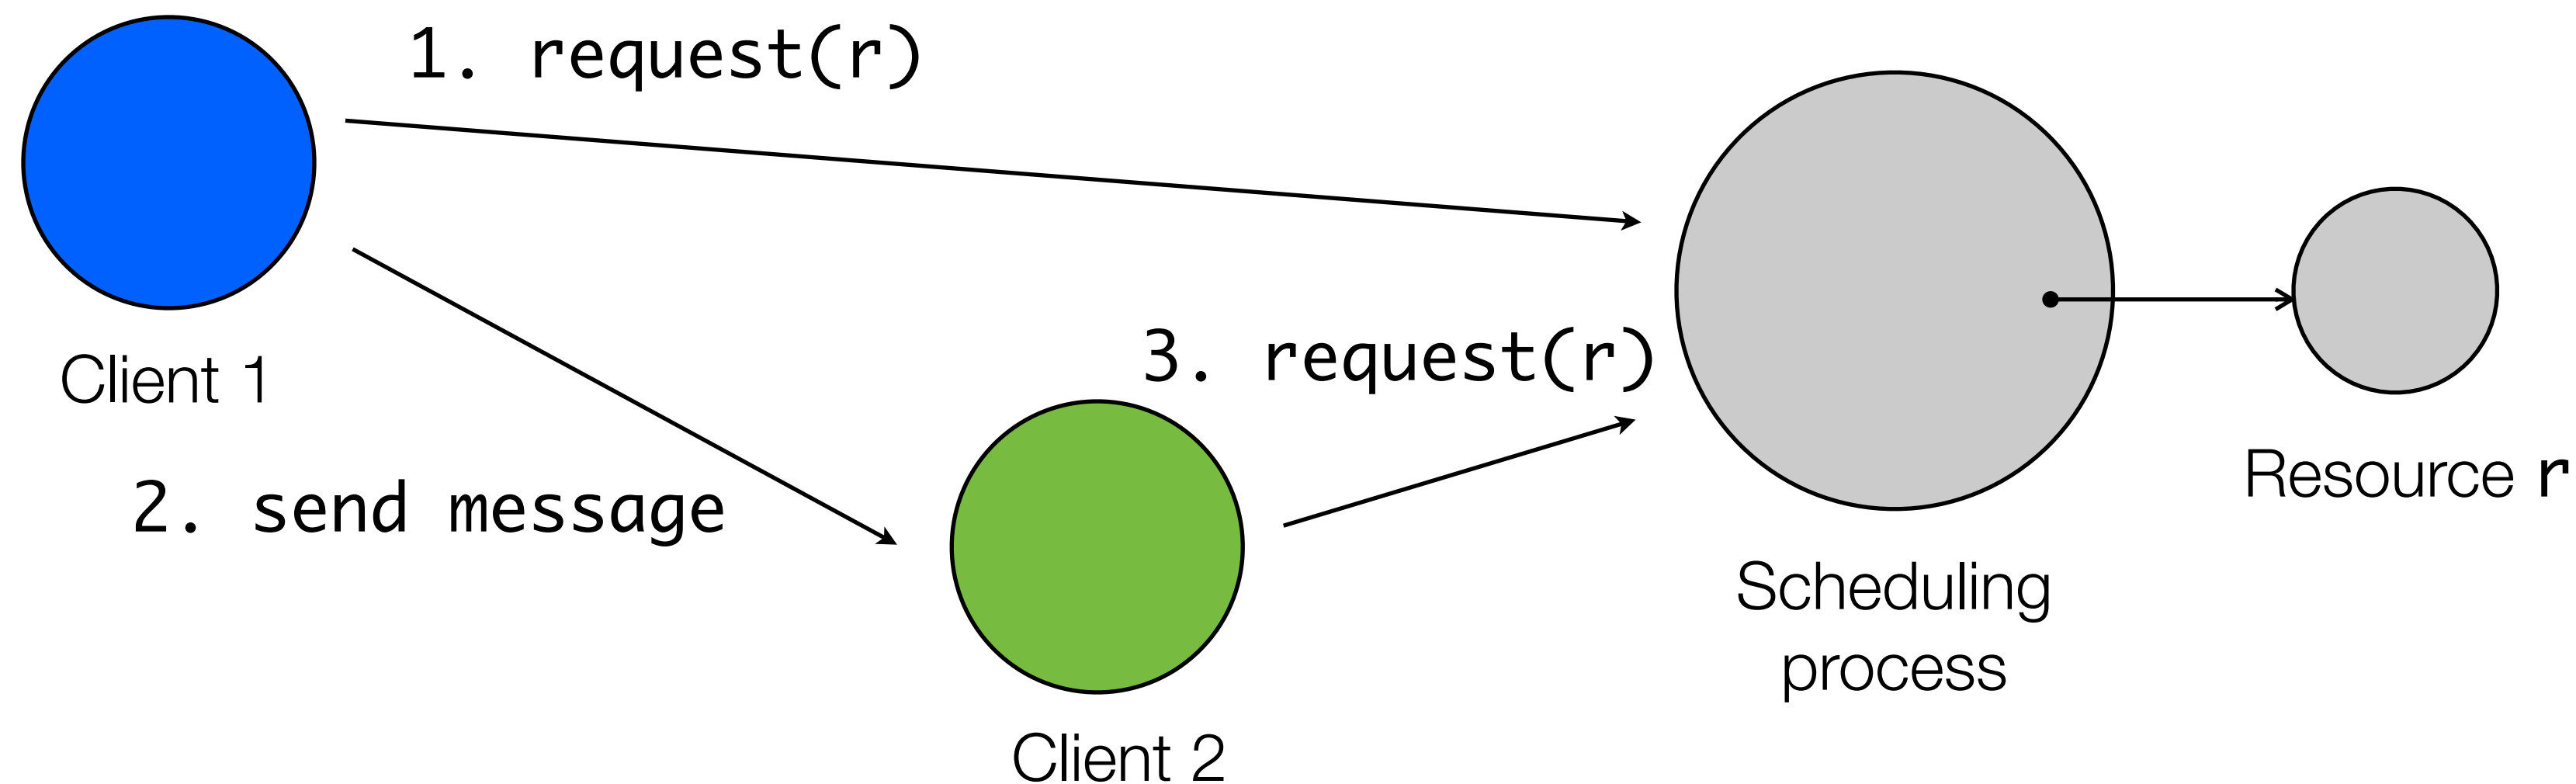 1. request(r)
Client 1
3. request(r)
2. send message
Resource r
Scheduling
process
Client 2